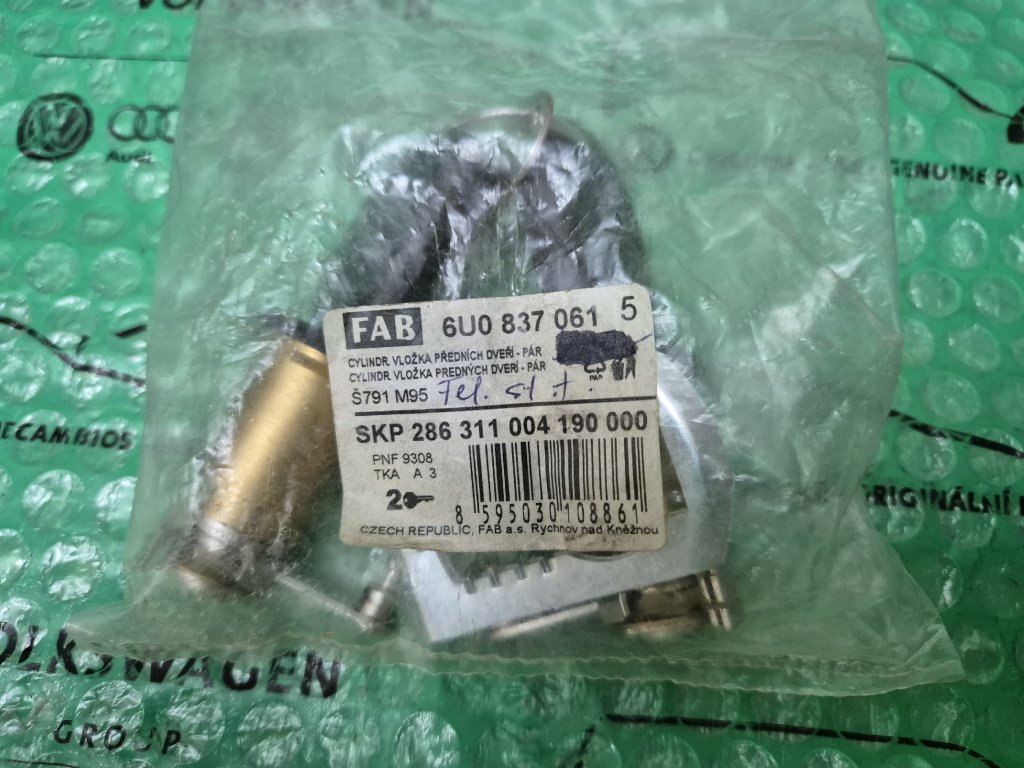 Audi
GENUINE PA
FAB 6U0 837 061 5
CYLINDR. VLOŽKA PŘEDNÍCH DVEŘÍ - PÁR
CYLINDR. VLOŽKA PREDNÝCH DVERÍ - PÁR
PAP
Š791 M95
SKP 286 311 004 190 000
PNF 9308
TKA A 3
2
8 595030 108861
CZECH REPUBLIC, FAB a.s. Rychnov nad Kněžnou
RECAMBIOS
ORIGINÁLNÍ
VOLKSWAGEN
GROUP